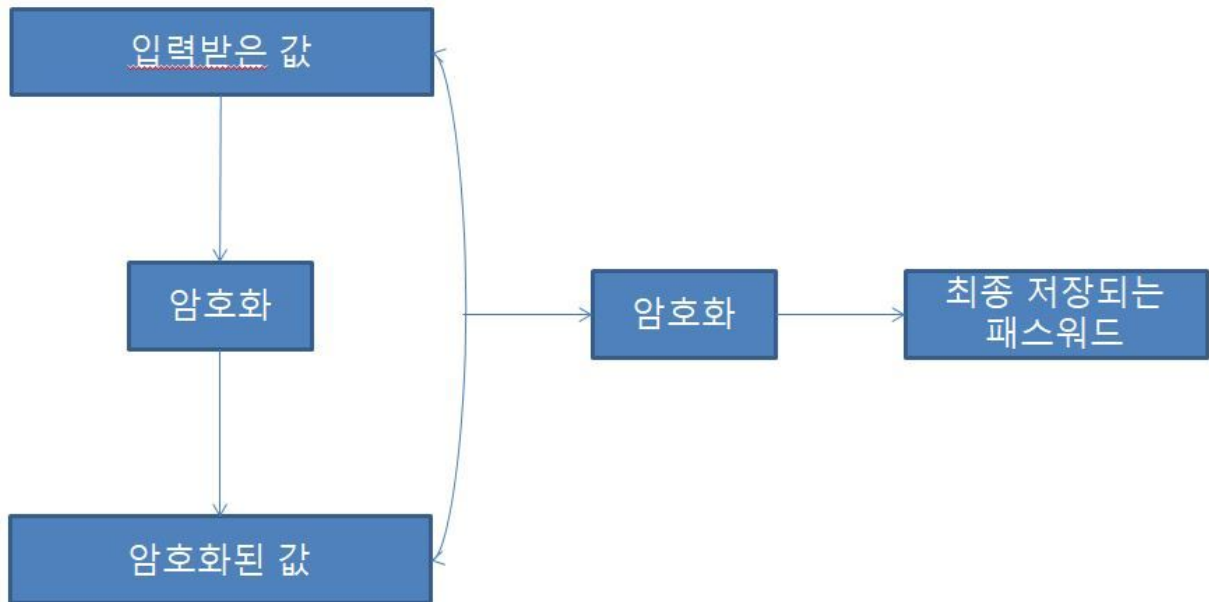 입력받은 값
암호화
암호화된 값
암호화
최종 저장되는
패스워드